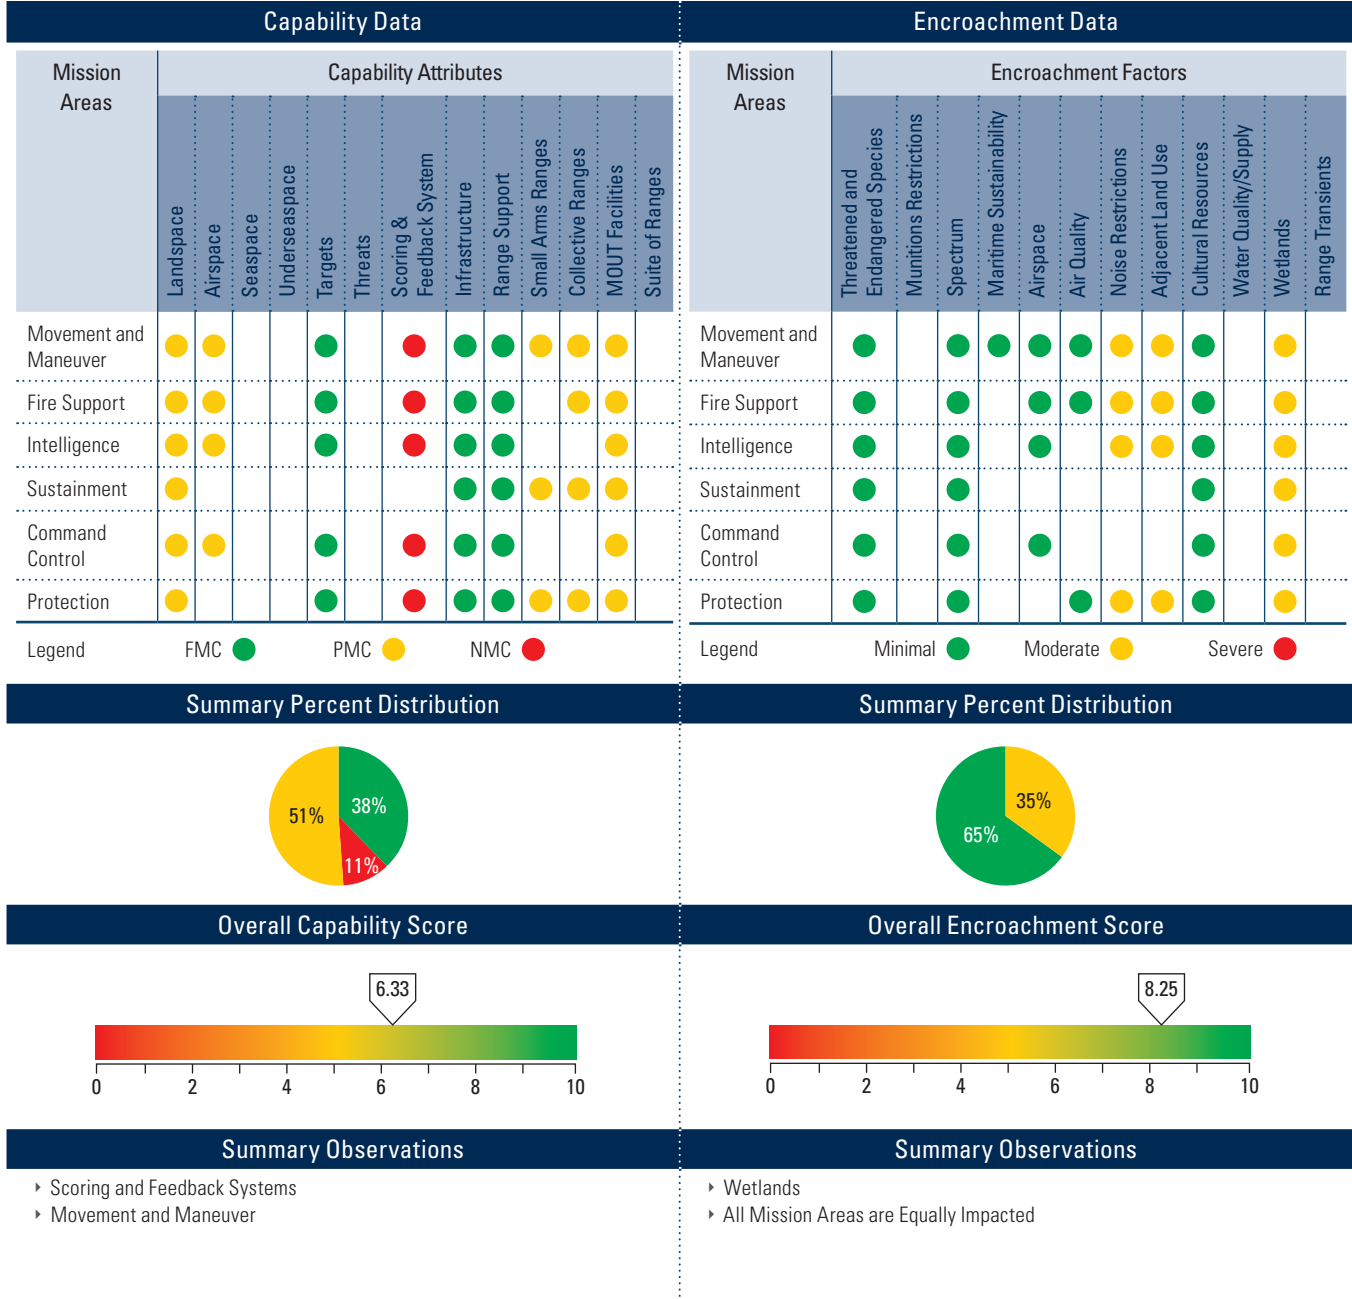 Capability Data
Mission
Areas
Capability Attributes
Landspace
Airspace
Seaspace
Underseaspace
Targets
Threats
Scoring &
Feedback System
Infrastructure
Range Support
Small Arms Ranges
Collective Ranges
MOUT Facilities
Suite of Ranges
Movement and
Maneuver
Fire Support
Intelligence
Sustainment
Command
Control
Protection
Legend FMC PMC NMC
Summary Percent Distribution
51%
38%
11%
Overall Capability Score
6.33
0 2 4 6 8 10
Summary Observations
‣ Scoring and Feedback Systems
‣ Movement and Maneuver
Encroachment Data
Mission
Areas
Encroachment Factors
Threatened and
Endangered Species
Munitions Restrictions
Spectrum
Maritime Sustainability
Airspace
Air Quality
Noise Restrictions
Adjacent Land Use
Cultural Resources
Water Quality/Supply
Wetlands
Range Transients
Movement and
Maneuver
Fire Support
Intelligence
Sustainment
Command
Control
Protection
Legend Minimal Moderate Severe
Summary Percent Distribution
35%
65%
Overall Encroachment Score
8.25
0 2 4 6 8 10
Summary Observations
‣ Wetlands
‣ All Mission Areas are Equally Impacted